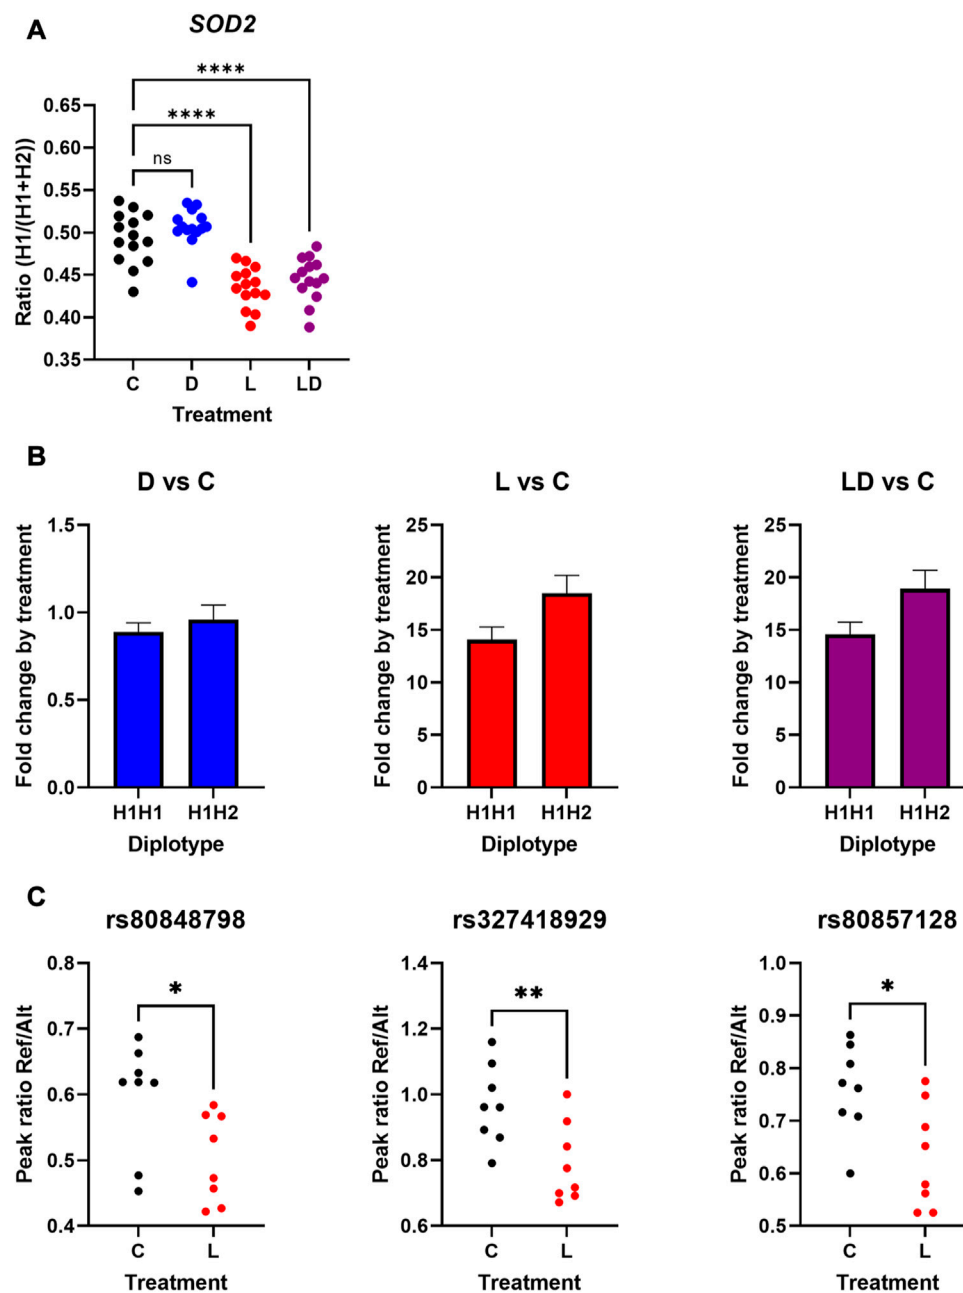 A
SOD2
****
****
ns
Ratio (H1/(H1+H2))
0.65
0.60
0.55
0.50
0.45
0.40
0.35
C D L LD
Treatment
B
D vs C
Fold change by treatment
1.5
1.0
0.5
0.0
H1H1 H1H2
Diplotype
L vs C
Fold change by treatment
25
20
15
10
5
0
H1H1 H1H2
Diplotype
LD vs C
Fold change by treatment
25
20
15
10
5
0
H1H1 H1H2
Diplotype
C
rs80848798
*
Peak ratio Ref/Alt
0.8
0.7
0.6
0.5
0.4
C L
Treatment
rs327418929
**
Peak ratio Ref/Alt
1.4
1.2
1.0
0.8
0.6
C L
Treatment
rs80857128
*
Peak ratio Ref/Alt
1.0
0.9
0.8
0.7
0.6
0.5
C L
Treatment